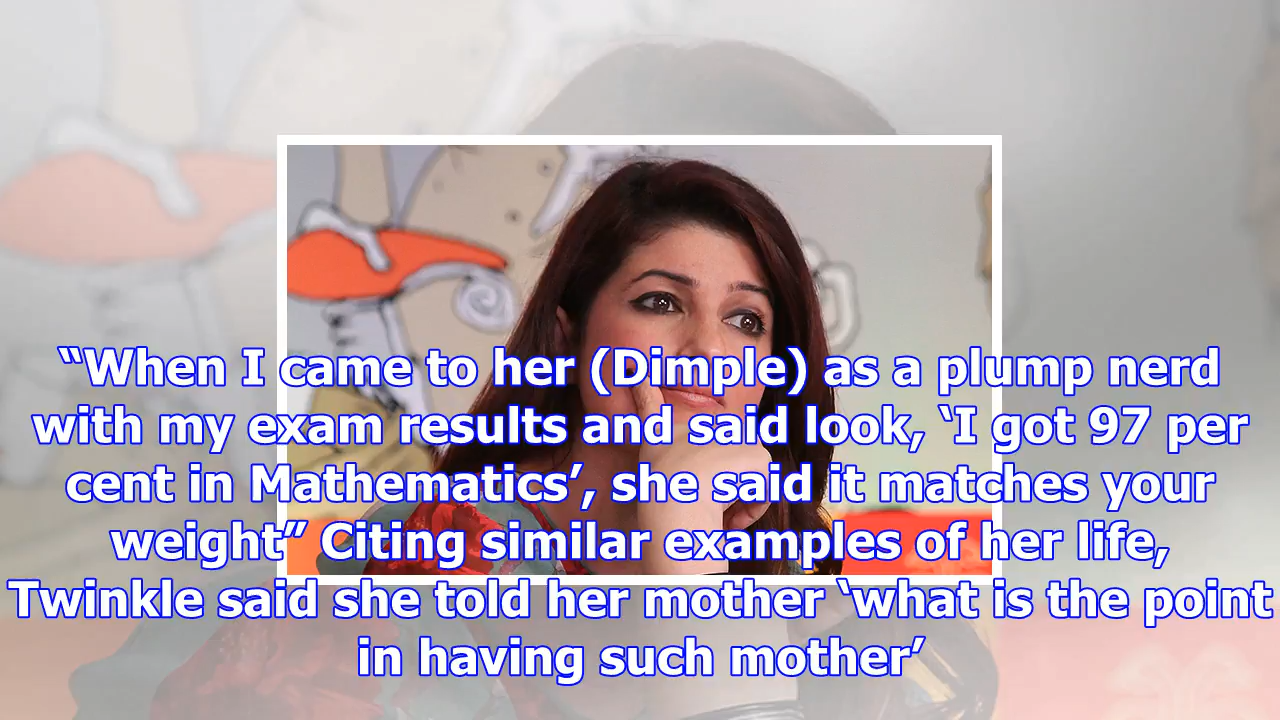 “When I came to her (Dimple) as a plump nerd
with my exam results and said look, ‘I got 97 per
cent in Mathematics’, she said it matches your
weight” Citing similar examples of her life,
Twinkle said she told her mother ‘what is the point
in having such mother’